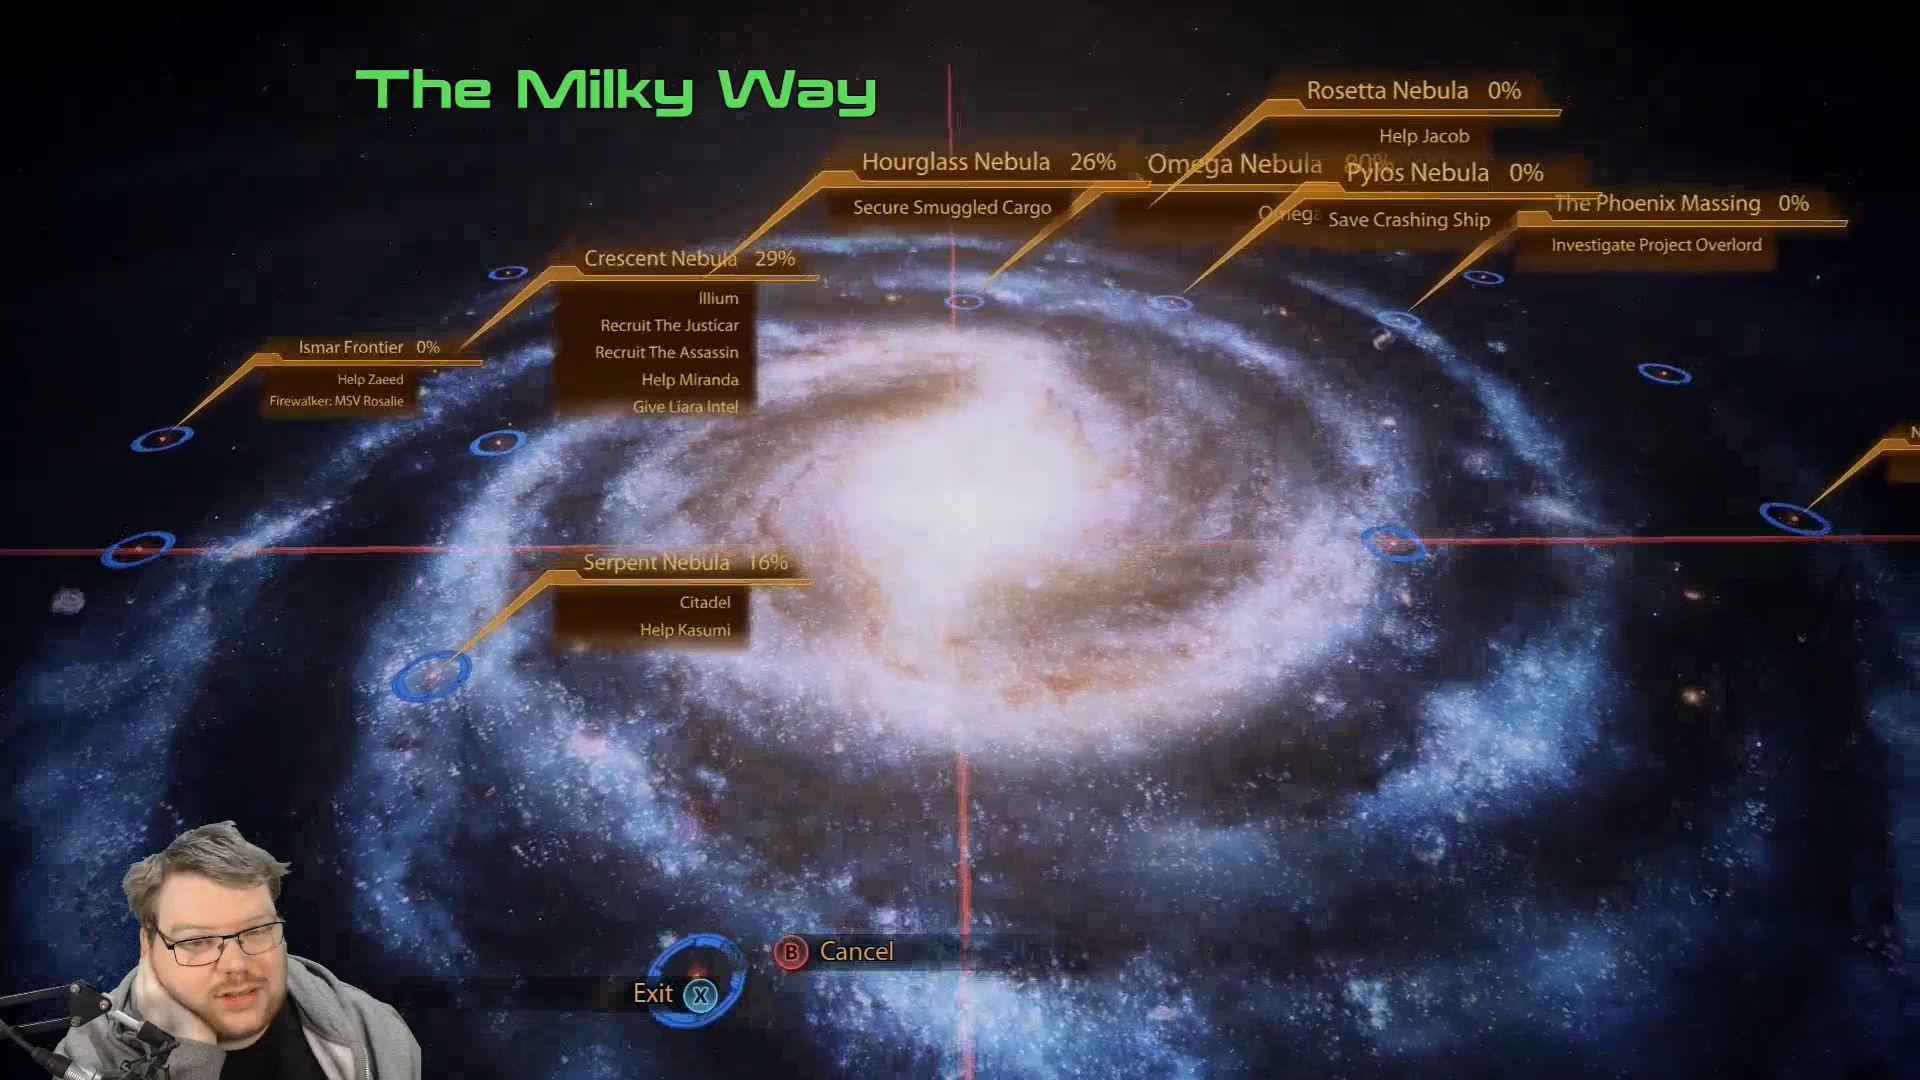 The Milky Way
Rosetta Nebula 0%
Help Jacob
Hourglass Nebula 26%
Secure Smuggled Cargo
Omega Nebula 80%
Omega
Pylos Nebula 0%
Save Crashing Ship
The Phoenix Massing 0%
Investigate Project Overlord
Crescent Nebula 29%
Illium
Recruit The Justicar
Recruit The Assassin
Help Miranda
Give Liara Intel
Ismar Frontier 0%
Help Zaeed
Firewalker: MSV Rosalie
N
Serpent Nebula 16%
Citadel
Help Kasumi
B Cancel
Exit X